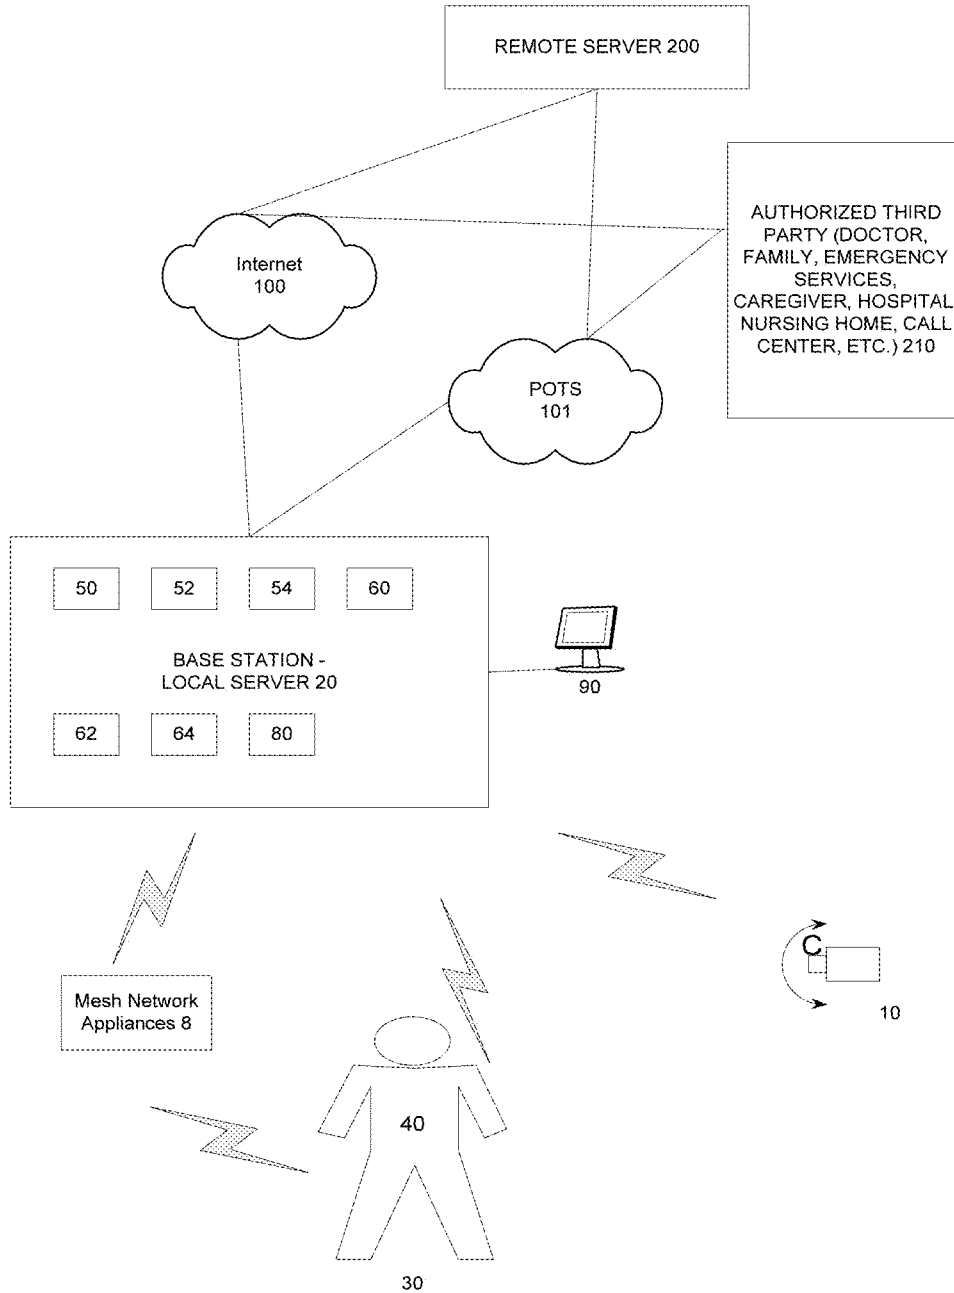 REMOTE SERVER 200
AUTHORIZED THIRD
PARTY (DOCTOR,
FAMILY, EMERGENCY
SERVICES,
CAREGIVER, HOSPITAL,
NURSING HOME, CALL
CENTER, ETC.) 210
Internet
100
POTS
101
50
52
54
60
BASE STATION -
LOCAL SERVER 20
62
64
80
90
C
10
Mesh Network
Appliances 8
40
30